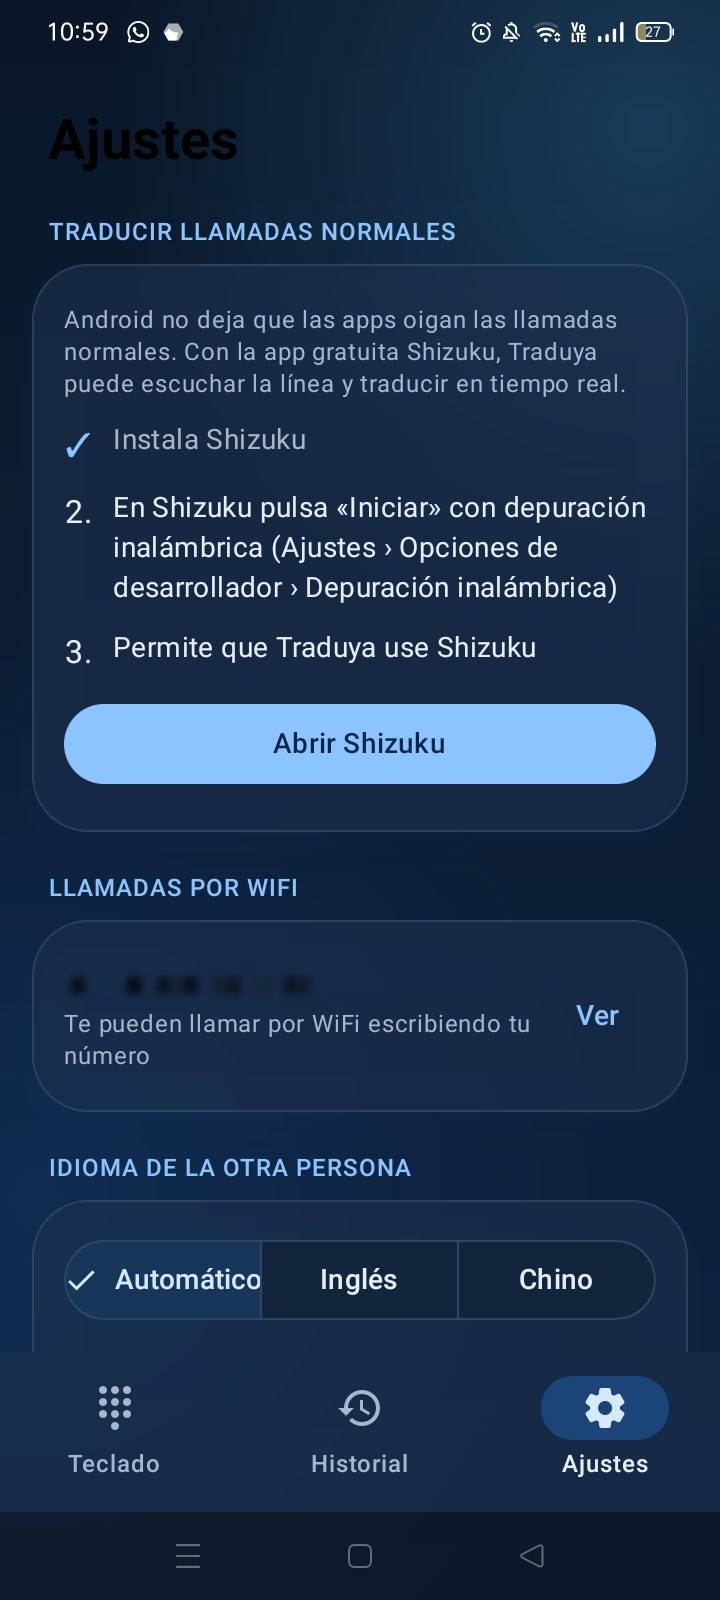 10:59
Vo
LTE
27
Ajustes
TRADUCIR LLAMADAS NORMALES
Android no deja que las apps oigan las llamadas
normales. Con la app gratuita Shizuku, Traduya
puede escuchar la línea y traducir en tiempo real.
✓ Instala Shizuku
2. En Shizuku pulsa «Iniciar» con depuración
inalámbrica (Ajustes › Opciones de
desarrollador › Depuración inalámbrica)
3. Permite que Traduya use Shizuku
Abrir Shizuku
LLAMADAS POR WIFI
Te pueden llamar por WiFi escribiendo tu
número
Ver
IDIOMA DE LA OTRA PERSONA
Automático Inglés Chino
Teclado Historial Ajustes